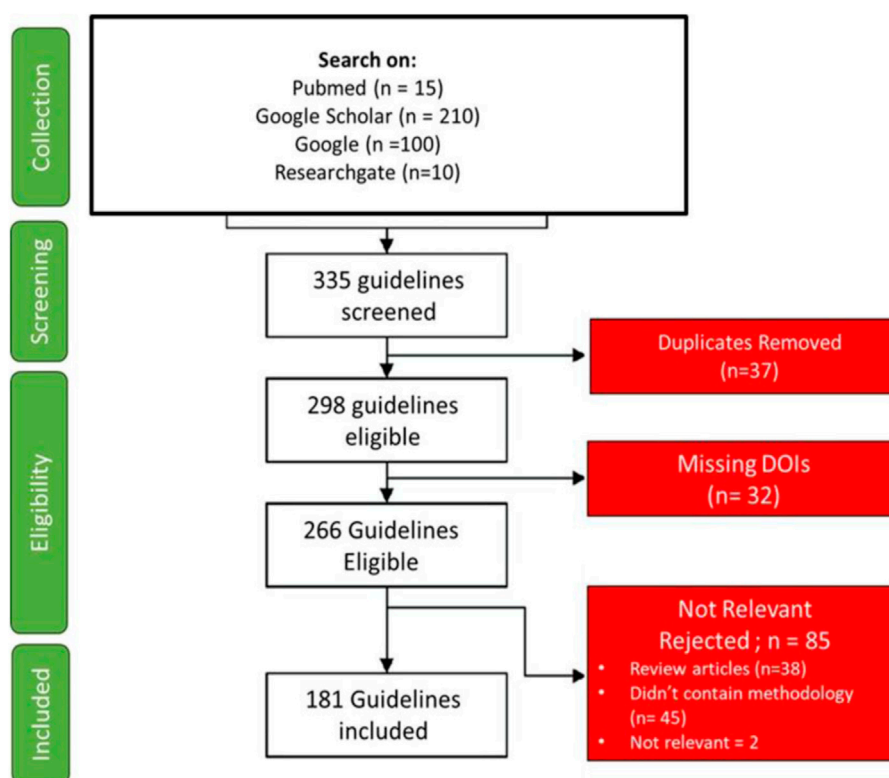 Collection
Search on:
Pubmed (n = 15)
Google Scholar (n = 210)
Google (n =100)
Researchgate (n=10)
Screening
335 guidelines
screened
Duplicates Removed
(n=37)
Eligibility
298 guidelines
eligible
Missing DOIs
(n= 32)
266 Guidelines
Eligible
Not Relevant
Rejected ; n = 85
• Review articles (n=38)
• Didn't contain methodology
(n= 45)
• Not relevant = 2
Included
181 Guidelines
included